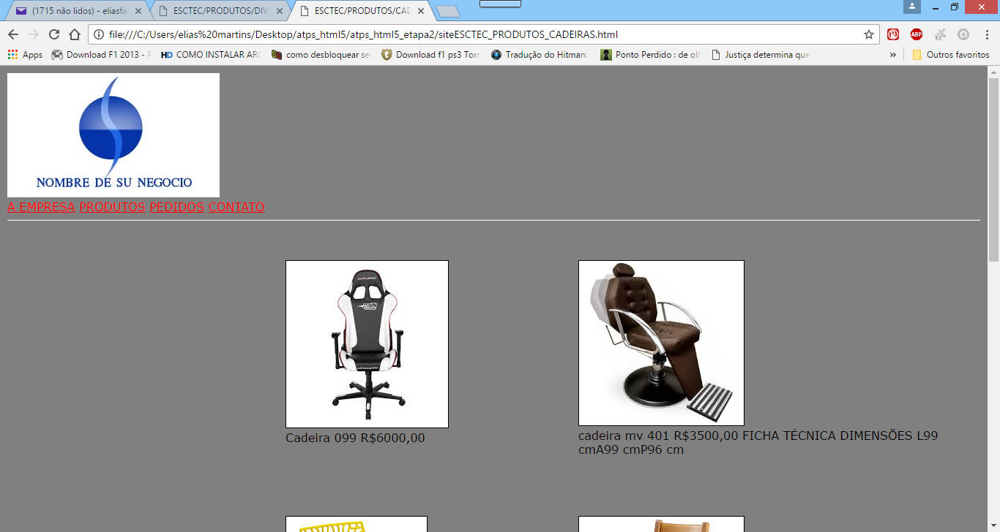 (1715 não lidos) - eliasfa
ESCTEC/PRODUTOS/DIV
ESCTEC/PRODUTOS/CAD
file:///C:/Users/elias%20martins/Desktop/atps_html5/atps_html5_etapa2/siteESCTEC_PRODUTOS_CADEIRAS.html
ABP
Apps
Download F1 2013 - F
HD COMO INSTALAR ARQ
como desbloquear se
Download f1 ps3 Torr
Tradução do Hitman:
Ponto Perdido : de oll
Justiça determina que
»
Outros favoritos
NOMBRE DE SU NEGOCIO
A EMPRESA PRODUTOS PEDIDOS CONTATO
Cadeira 099 R$6000,00
cadeira mv 401 R$3500,00 FICHA TÉCNICA DIMENSÕES L99
cmA99 cmP96 cm